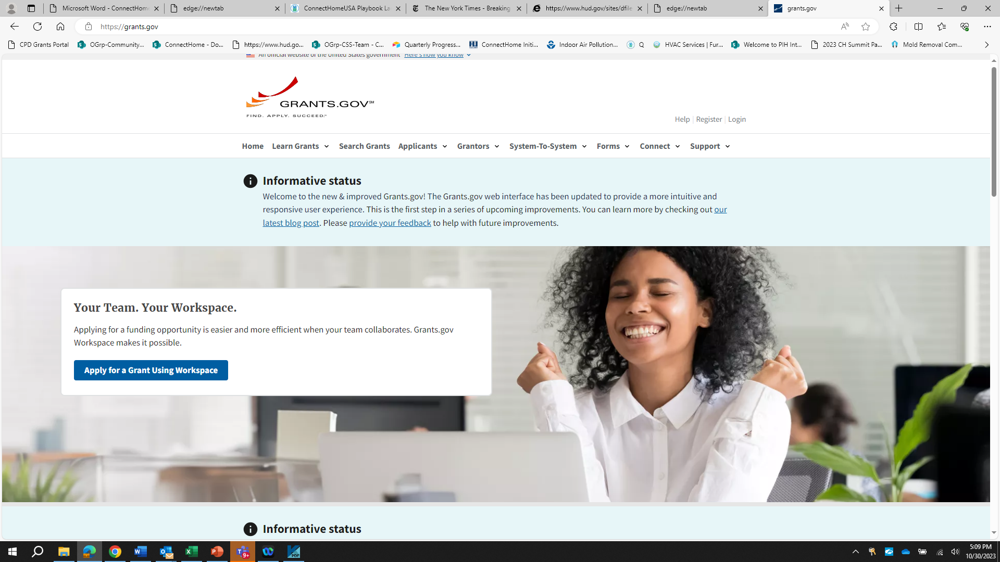 Microsoft Word - ConnectHome
edge://newtab
ConnectHomeUSA Playbook La
The New York Times - Breaking
https://www.hud.gov/sites/dfile
edge://newtab
grants.gov
https://grants.gov
CPD Grants Portal
OGrp-Community...
ConnectHome - Do...
https://www.hud.go...
OGrp-CSS-Team - C...
Quarterly Progress...
ConnectHome Initi...
Indoor Air Pollution...
Q
HVAC Services | Fur...
Welcome to PIH Int...
2023 CH Summit Pa...
Mold Removal Com...
An official website of the United States government Here's how you know
GRANTS.GOV℠
FIND. APPLY. SUCCEED.℠
Help | Register | Login
Home Learn Grants Search Grants Applicants Grantors System-To-System Forms Connect Support
Informative status
Welcome to the new & improved Grants.gov! The Grants.gov web interface has been updated to provide a more intuitive and
responsive user experience. This is the first step in a series of upcoming improvements. You can learn more by checking out our
latest blog post. Please provide your feedback to help with future improvements.
Your Team. Your Workspace.
Applying for a funding opportunity is easier and more efficient when your team collaborates. Grants.gov
Workspace makes it possible.
Apply for a Grant Using Workspace
Informative status
9+
PDF
5:09 PM
10/30/2023